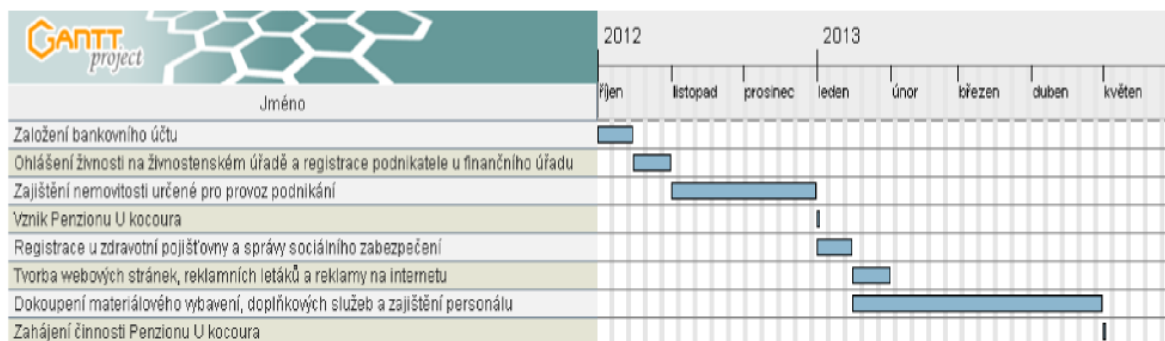 GANTT
project
2012 2013
Jméno
říjen listopad prosinec leden únor březen duben květen
Založení bankovního účtu
Ohlášení živnosti na živnostenském úřadě a registrace podnikatele u finančního úřadu
Zajištění nemovitosti určené pro provoz podnikání
Vznik Penzionu U kocoura
Registrace u zdravotní pojišťovny a správy sociálního zabezpečení
Tvorba webových stránek, reklamních letáků a reklamy na internetu
Dokoupení materiálového vybavení, doplňkových služeb a zajištění personálu
Zahájení činnosti Penzionu U kocoura